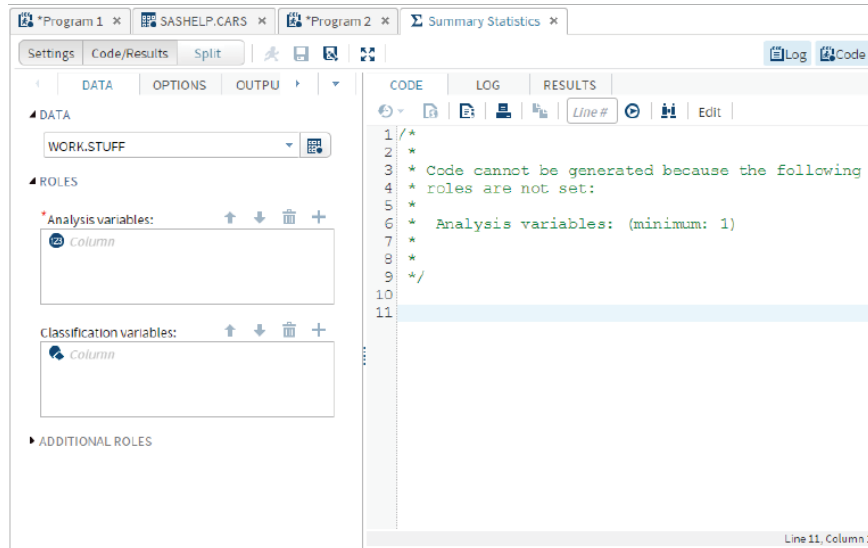 *Program 1 × SASHELP.CARS × *Program 2 × Σ Summary Statistics ×
Settings Code/Results Split Log Code
DATA OPTIONS OUTPU
CODE LOG RESULTS
DATA
WORK.STUFF
ROLES
*Analysis variables:
123 Column
Classification variables:
Column
ADDITIONAL ROLES
Line # Edit
1 /*
2 *
3 * Code cannot be generated because the following
4 * roles are not set:
5 *
6 * Analysis variables: (minimum: 1)
7 *
8 *
9 */
10
11
Line 11, Column